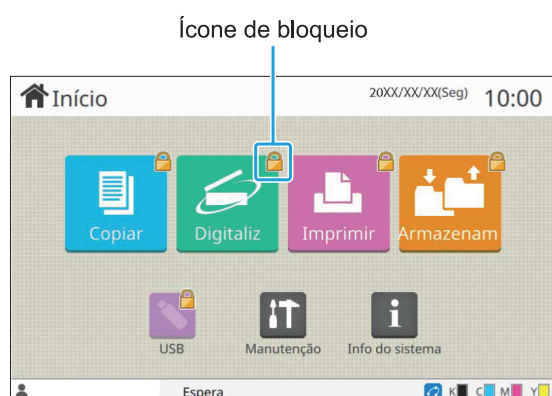 Ícone de bloqueio
Início 20XX/XX/XX(Seg) 10:00
Copiar Digitaliz Imprimir Armazenam
USB Manutenção Info do sistema
Espera K C M Y